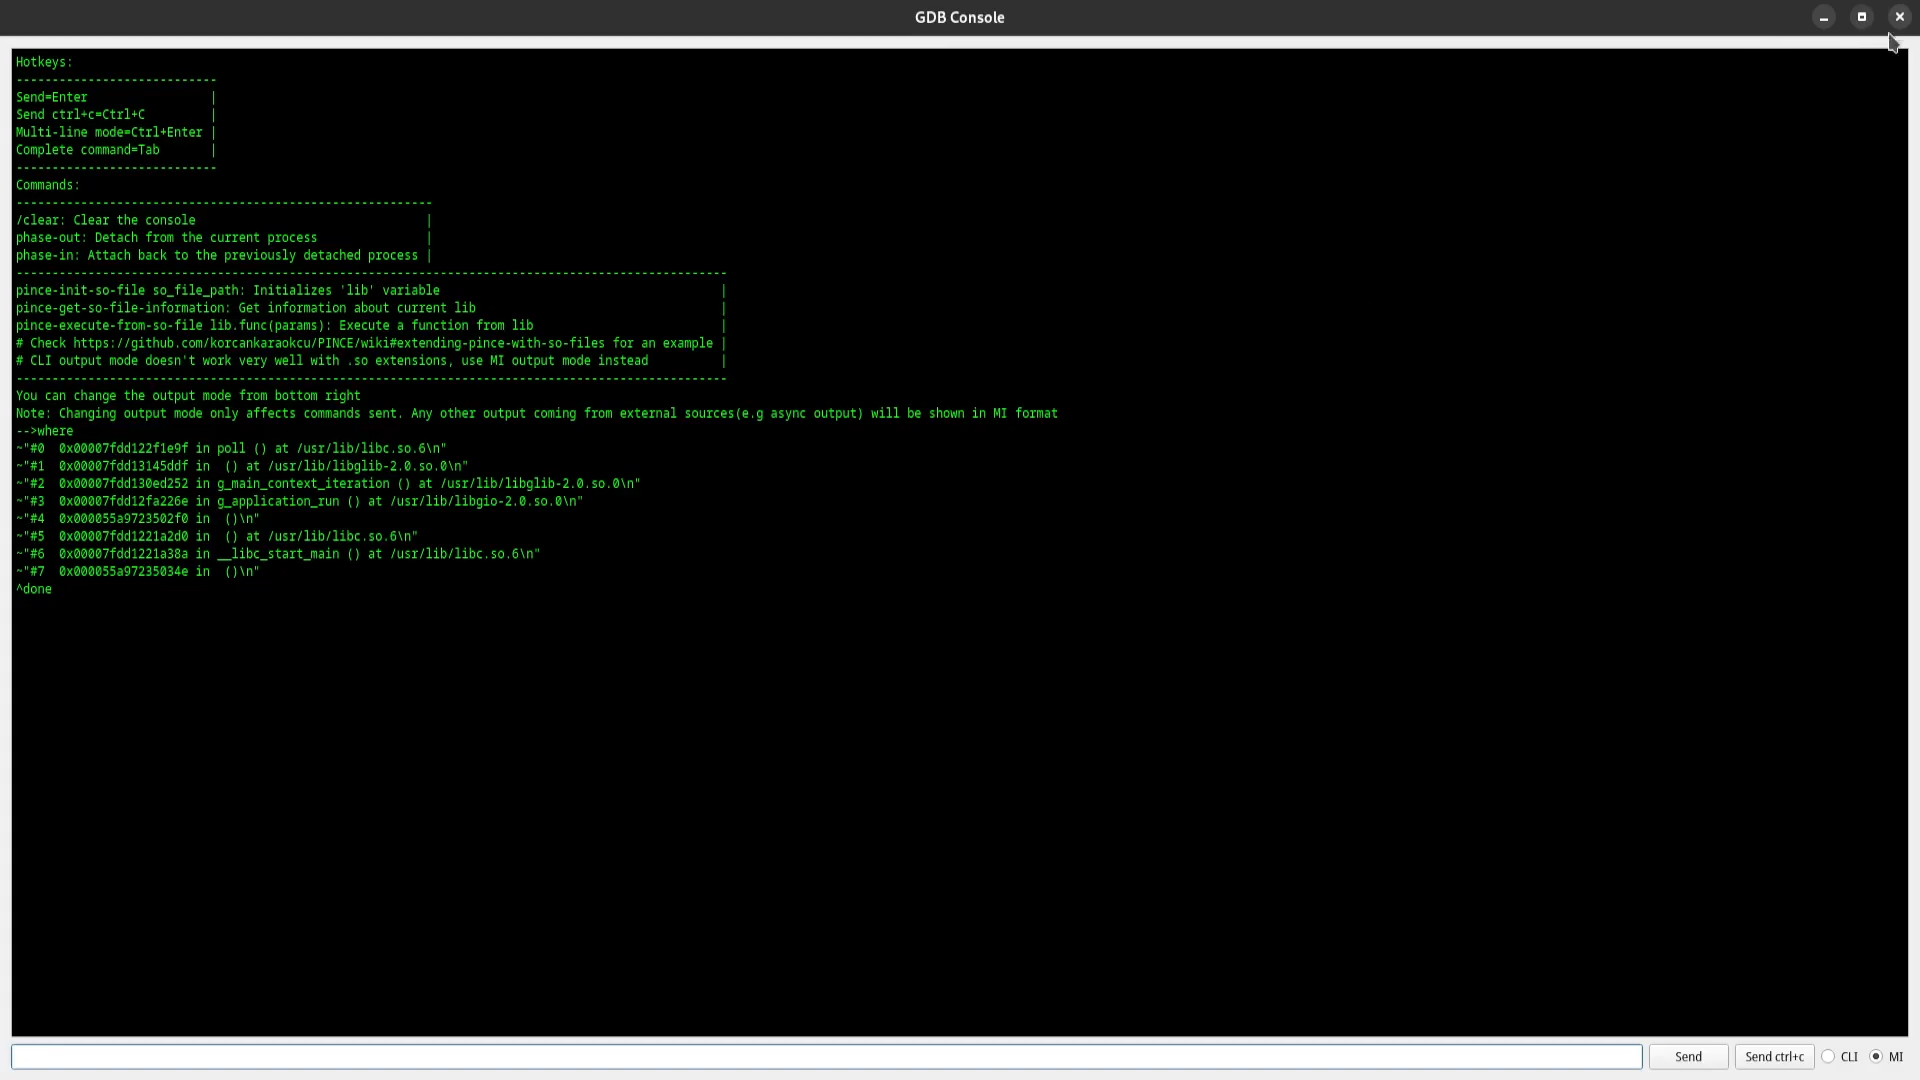 GDB Console
Hotkeys:
----------------------------
Send=Enter                 |
Send ctrl+c=Ctrl+C         |
Multi-line mode=Ctrl+Enter |
Complete command=Tab       |
----------------------------
Commands:
----------------------------------------------------------
/clear: Clear the console                                |
phase-out: Detach from the current process               |
phase-in: Attach back to the previously detached process |
---------------------------------------------------------------------------------------------------
pince-init-so-file so_file_path: Initializes 'lib' variable                                       |
pince-get-so-file-information: Get information about current lib                                  |
pince-execute-from-so-file lib.func(params): Execute a function from lib                          |
# Check https://github.com/korcankaraokcu/PINCE/wiki#extending-pince-with-so-files for an example |
# CLI output mode doesn't work very well with .so extensions, use MI output mode instead          |
---------------------------------------------------------------------------------------------------
You can change the output mode from bottom right
Note: Changing output mode only affects commands sent. Any other output coming from external sources(e.g async output) will be shown in MI format
-->where
~"#0  0x00007fdd122f1e9f in poll () at /usr/lib/libc.so.6\n"
~"#1  0x00007fdd13145ddf in  () at /usr/lib/libglib-2.0.so.0\n"
~"#2  0x00007fdd130ed252 in g_main_context_iteration () at /usr/lib/libglib-2.0.so.0\n"
~"#3  0x00007fdd12fa226e in g_application_run () at /usr/lib/libgio-2.0.so.0\n"
~"#4  0x000055a9723502f0 in  ()\n"
~"#5  0x00007fdd1221a2d0 in  () at /usr/lib/libc.so.6\n"
~"#6  0x00007fdd1221a38a in __libc_start_main () at /usr/lib/libc.so.6\n"
~"#7  0x000055a97235034e in  ()\n"
^done
Send Send ctrl+c CLI MI